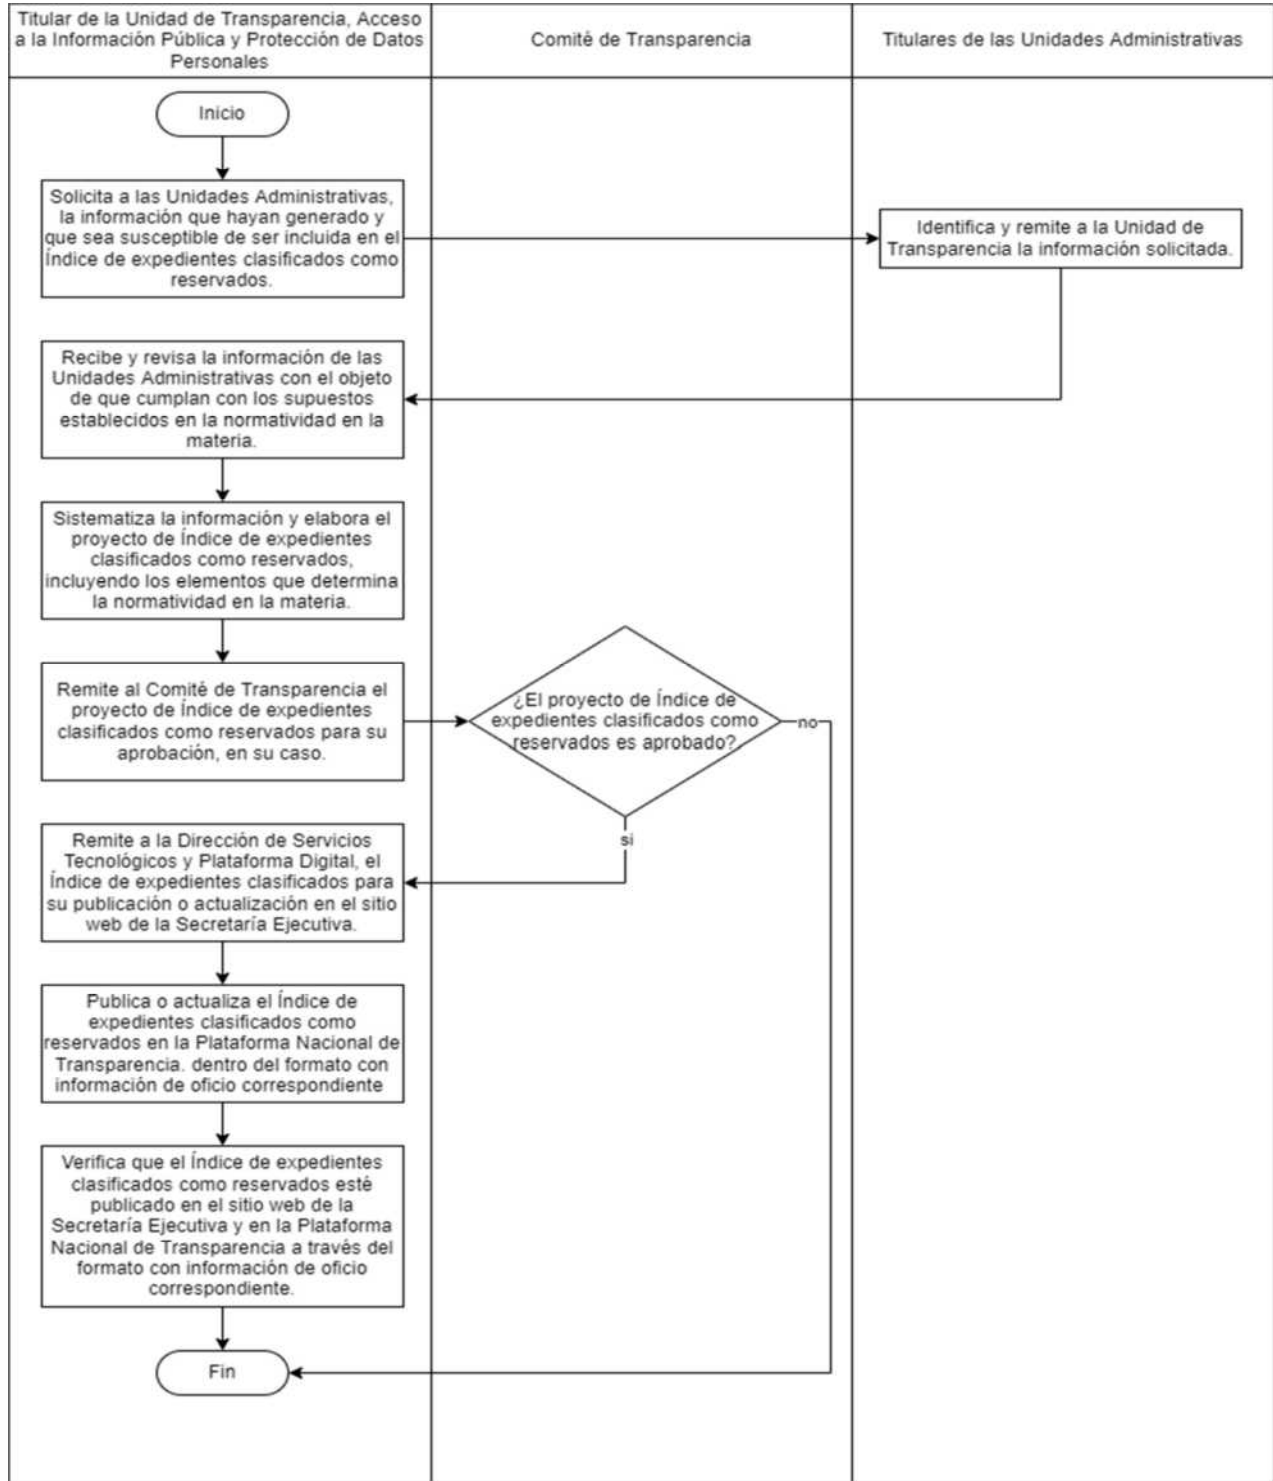 Titular de la Unidad de Transparencia, Acceso
a la Información Pública y Protección de Datos
Personales
Comité de Transparencia
Titulares de las Unidades Administrativas
Inicio
Solicita a las Unidades Administrativas,
la información que hayan generado y
que sea susceptible de ser incluida en el
Índice de expedientes clasificados como
reservados.
Identifica y remite a la Unidad de
Transparencia la información solicitada.
Recibe y revisa la información de las
Unidades Administrativas con el objeto
de que cumplan con los supuestos
establecidos en la normatividad en la
materia.
Sistematiza la información y elabora el
proyecto de Índice de expedientes
clasificados como reservados,
incluyendo los elementos que determina
la normatividad en la materia.
Remite al Comité de Transparencia el
proyecto de Índice de expedientes
clasificados como reservados para su
aprobación, en su caso.
¿El proyecto de Índice de
expedientes clasificados como
reservados es aprobado?
no
si
Remite a la Dirección de Servicios
Tecnológicos y Plataforma Digital, el
Índice de expedientes clasificados para
su publicación o actualización en el sitio
web de la Secretaría Ejecutiva.
Publica o actualiza el Índice de
expedientes clasificados como
reservados en la Plataforma Nacional de
Transparencia. dentro del formato con
información de oficio correspondiente
Verifica que el Índice de expedientes
clasificados como reservados esté
publicado en el sitio web de la
Secretaría Ejecutiva y en la Plataforma
Nacional de Transparencia a través del
formato con información de oficio
correspondiente.
Fin